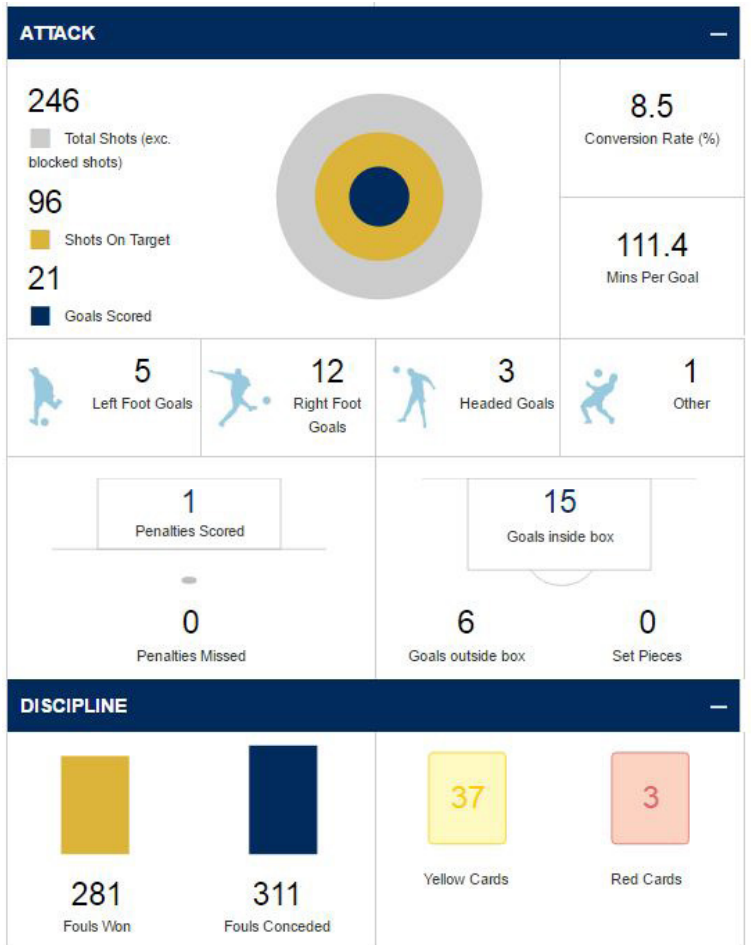 ATTACK
246
Total Shots (exc.
blocked shots)
96
Shots On Target
21
Goals Scored
8.5
Conversion Rate (%)
111.4
Mins Per Goal
5
Left Foot Goals
12
Right Foot
Goals
3
Headed Goals
1
Other
1
Penalties Scored
0
Penalties Missed
15
Goals inside box
6
Goals outside box
0
Set Pieces
DISCIPLINE
281
Fouls Won
311
Fouls Conceded
37
Yellow Cards
3
Red Cards